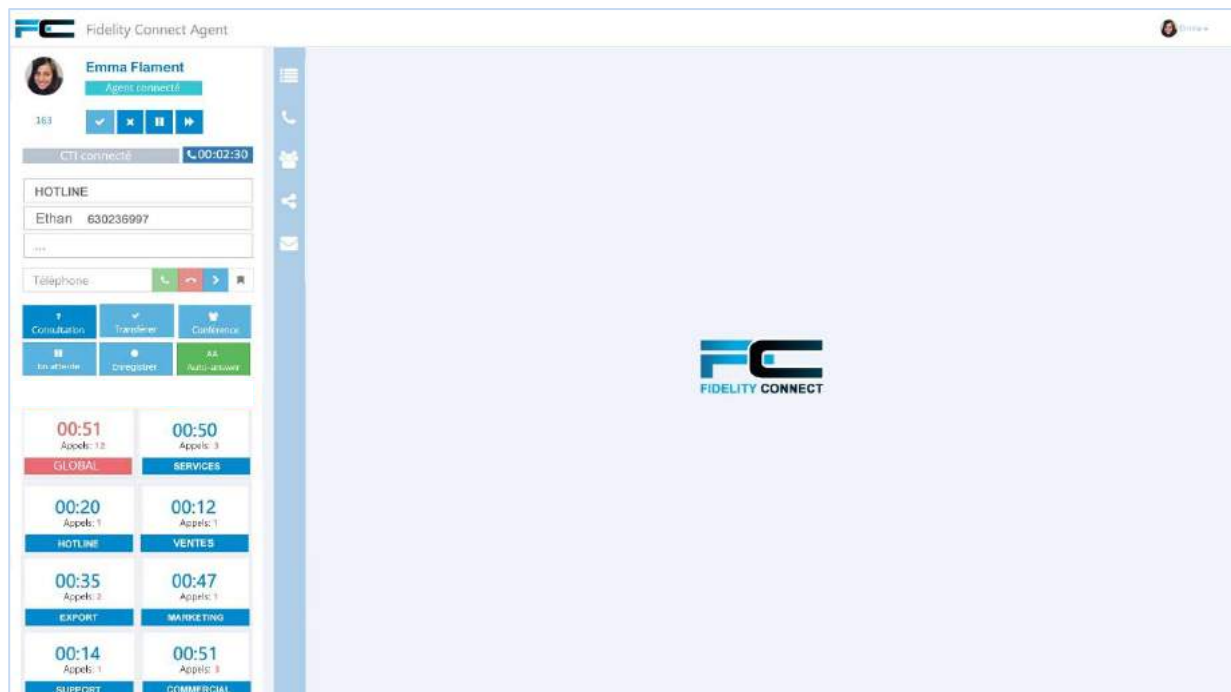 FC Fidelity Connect Agent
Emma Flament
Agent connecté
163
CTI connecté 00:02:30
HOTLINE
Ethan 630236997
...
Téléphone
Consultation Transférer Conférence
En attente Enregistrer Auto-answer
00:51 00:50
Appels: 12 Appels: 3
GLOBAL SERVICES
00:20 00:12
Appels: 1 Appels: 1
HOTLINE VENTES
00:35 00:47
Appels: 2 Appels: 1
EXPORT MARKETING
00:14 00:51
Appels: 1 Appels: 3
SUPPORT COMMERCIAL
FC
FIDELITY CONNECT